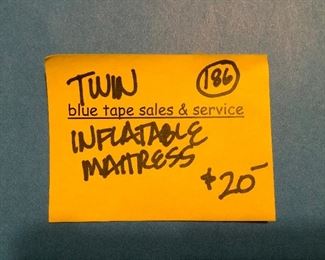 TWIN 186
blue tape sales & service
INFLATABLE
MATTRESS
$20-